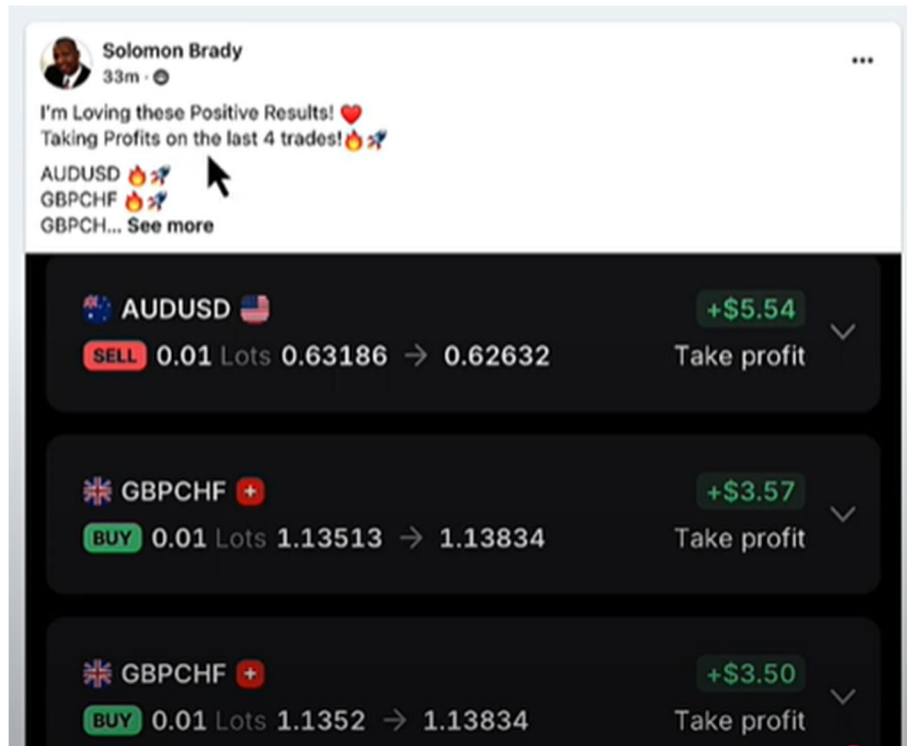 Solomon Brady
33m ·
I'm Loving these Positive Results! ❤️
Taking Profits on the last 4 trades!🔥🚀
AUDUSD 🔥🚀
GBPCHF 🔥🚀
GBPCH... See more
AUDUSD +$5.54
SELL 0.01 Lots 0.63186 → 0.62632 Take profit
GBPCHF +$3.57
BUY 0.01 Lots 1.13513 → 1.13834 Take profit
GBPCHF +$3.50
BUY 0.01 Lots 1.1352 → 1.13834 Take profit